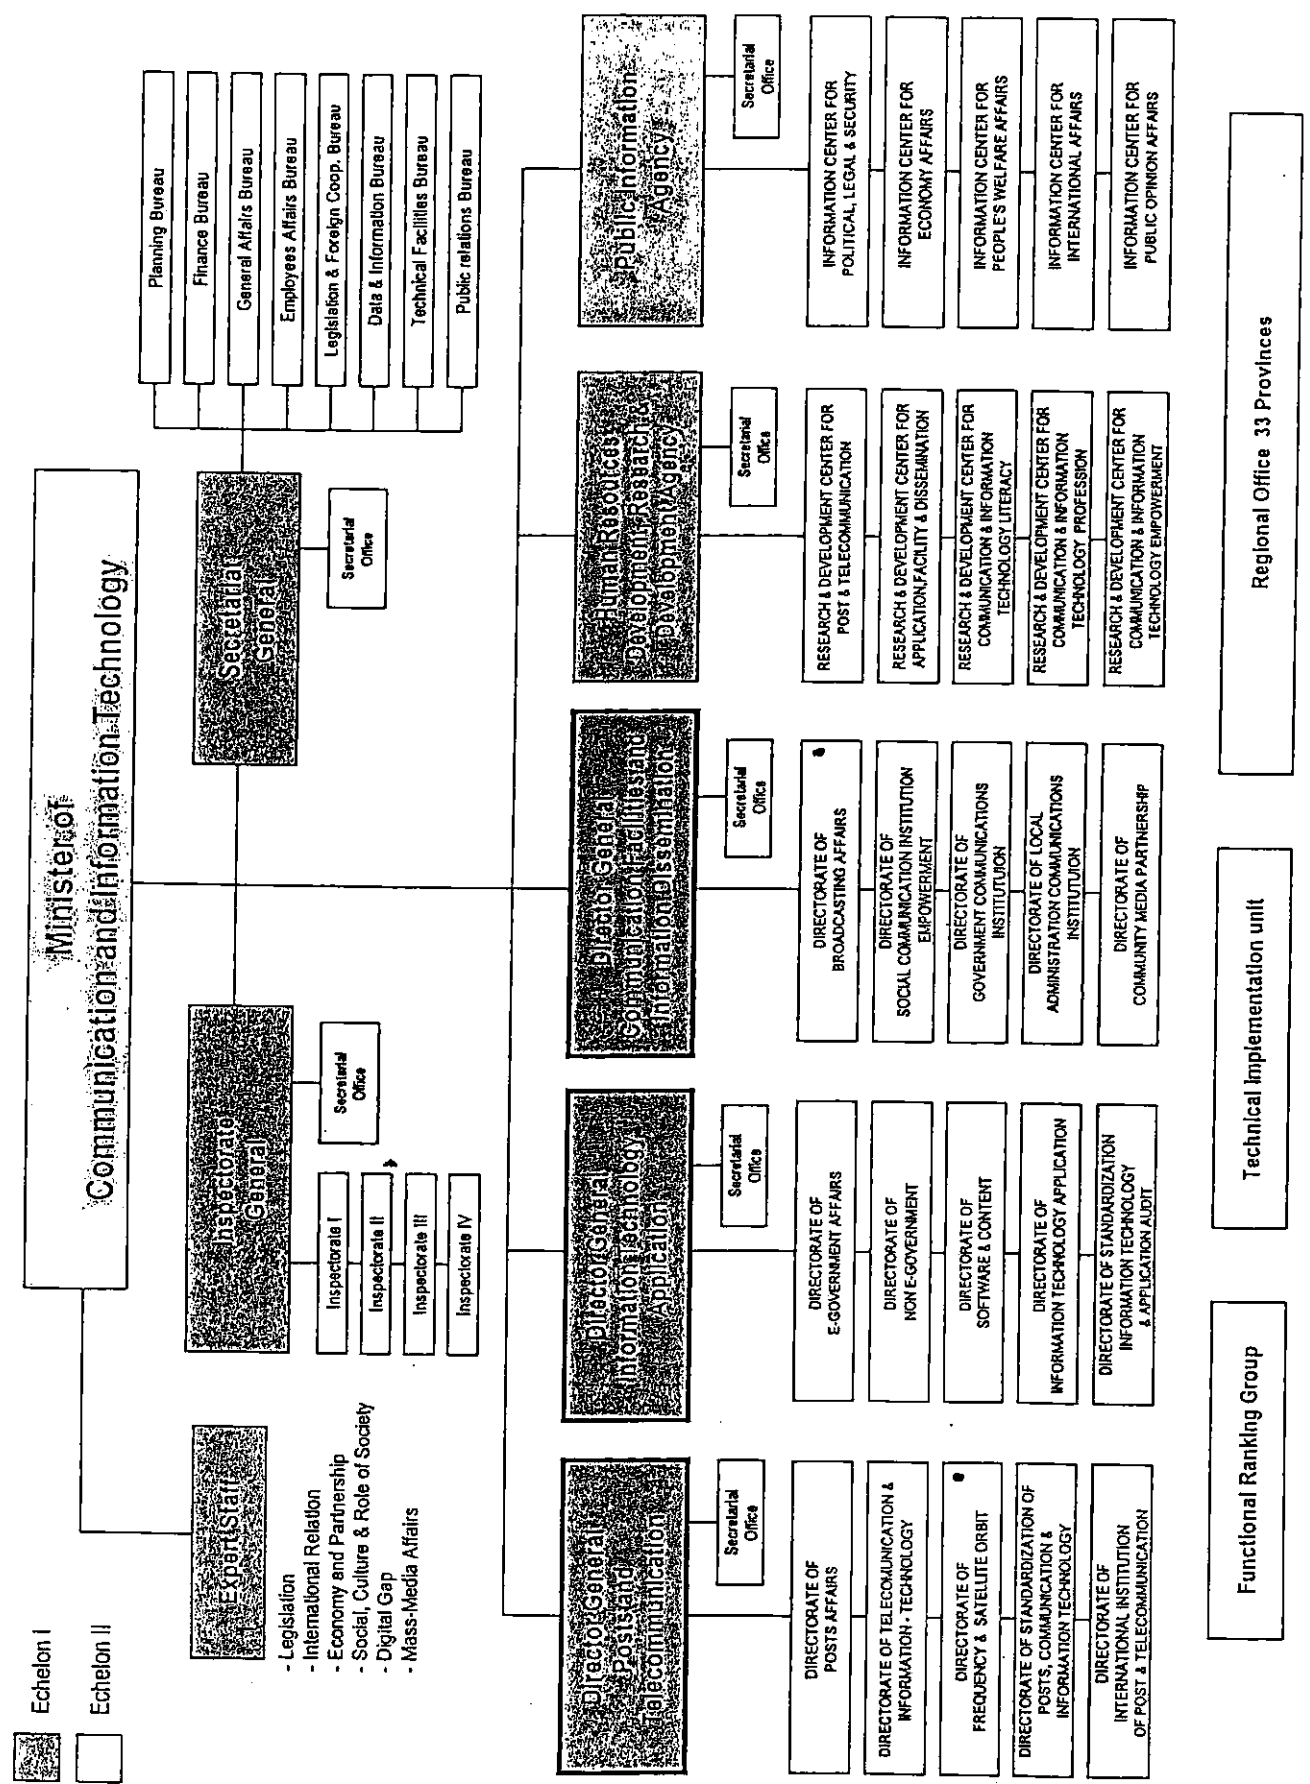 Echelon I
Echelon II
Minister of
Communication and Information Technology
Expert Staff
- Legislation
- International Relation
- Economy and Partnership
- Social, Culture & Role of Society
- Digital Gap
- Mass-Media Affairs
Inspectorate
General
Inspectorate I
Inspectorate II
Inspectorate III
Inspectorate IV
Secretarial
Office
Secretariat
General
Secretarial
Office
Planning Bureau
Finance Bureau
General Affairs Bureau
Employees Affairs Bureau
Legislation & Foreign Coop. Bureau
Data & Information Bureau
Technical Facilities Bureau
Public relations Bureau
Director General
Posts and
Telecommunication
Secretarial
Office
DIRECTORATE OF
POSTS AFFAIRS
DIRECTORATE OF TELECOMUNICATION &
INFORMATION - TECHNOLOGY
DIRECTORATE OF
FREQUENCY & SATELLITE ORBIT
DIRECTORATE OF STANDARDIZATION OF
POSTS, COMMUNICATION &
INFORMATION TECHNOLOGY
DIRECTORATE OF
INTERNATIONAL INSTITUTION
OF POST & TELECOMMUNICATION
Director General
Information Technology
Application
Secretarial
Office
DIRECTORATE OF
E-GOVERNMENT AFFAIRS
DIRECTORATE OF
NON E-GOVERNMENT
DIRECTORATE OF
SOFTWARE & CONTENT
DIRECTORATE OF
INFORMATION TECHNOLOGY APPLICATION
DIRECTORATE OF STANDARDIZATION
INFORMATION TECHNOLOGY
& APPLICATION AUDIT
Director General
Communication Facilities and
Information Dissemination
Secretarial
Office
DIRECTORATE OF
BROADCASTING AFFAIRS
DIRECTORATE OF
SOCIAL COMMUNICATION INSTITUTION
EMPOWERMENT
DIRECTORATE OF
GOVERNMENT COMMUNICATIONS
INSTITUTUION
DIRECTORATE OF LOCAL
ADMINISTRATION COMMUNICATIONS
INSTITUTUION
DIRECTORATE OF
COMMUNITY MEDIA PARTNERSHIP
Human Resources
Development Research &
Development Agency
Secretarial
Office
RESEARCH & DEVELOPMENT CENTER FOR
POST & TELECOMMUNICATION
RESEARCH & DEVELOPMENT CENTER FOR
APPLICATION,FACILITY & DISSEMINATION
RESEARCH & DEVELOPMENT CENTER FOR
COMMUNICATION & INFORMATION
TECHNOLOGY LITERACY
RESEARCH & DEVELOPMENT CENTER FOR
COMMUNICATION & INFORMATION
TECHNOLOGY PROFESSION
RESEARCH & DEVELOPMENT CENTER FOR
COMMUNICATION & INFORMATION
TECHNOLOGY EMPOWERMENT
Public Information
Agency
Secretarial
Office
INFORMATION CENTER FOR
POLITICAL, LEGAL & SECURITY
INFORMATION CENTER FOR
ECONOMY AFFAIRS
INFORMATION CENTER FOR
PEOPLE'S WELFARE AFFAIRS
INFORMATION CENTER FOR
INTERNATIONAL AFFAIRS
INFORMATION CENTER FOR
PUBLIC OPINION AFFAIRS
Functional Ranking Group
Technical Implementation unit
Regional Office 33 Provinces